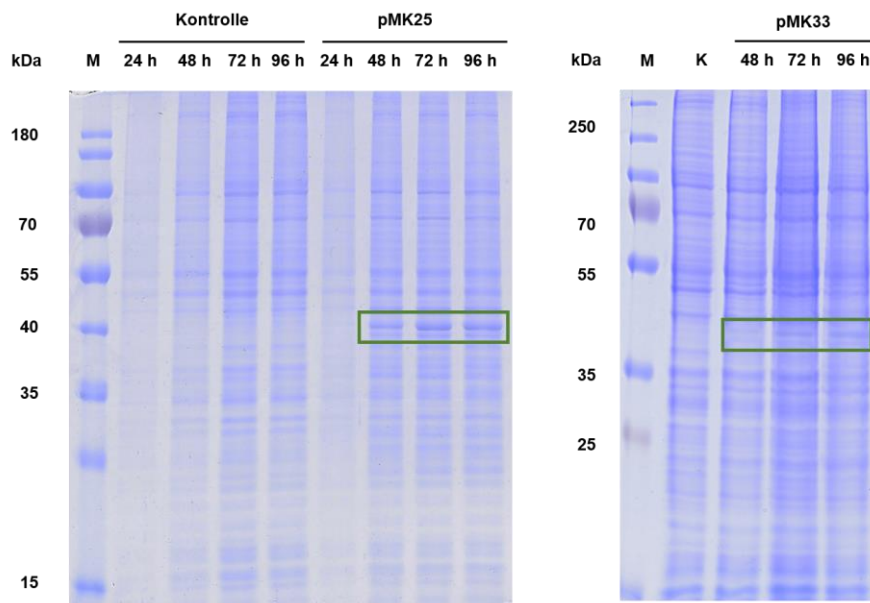 Kontrolle pMK25
kDa M 24 h 48 h 72 h 96 h 24 h 48 h 72 h 96 h
180
70
55
40
35
15
pMK33
kDa M K 48 h 72 h 96 h
250
70
55
35
25